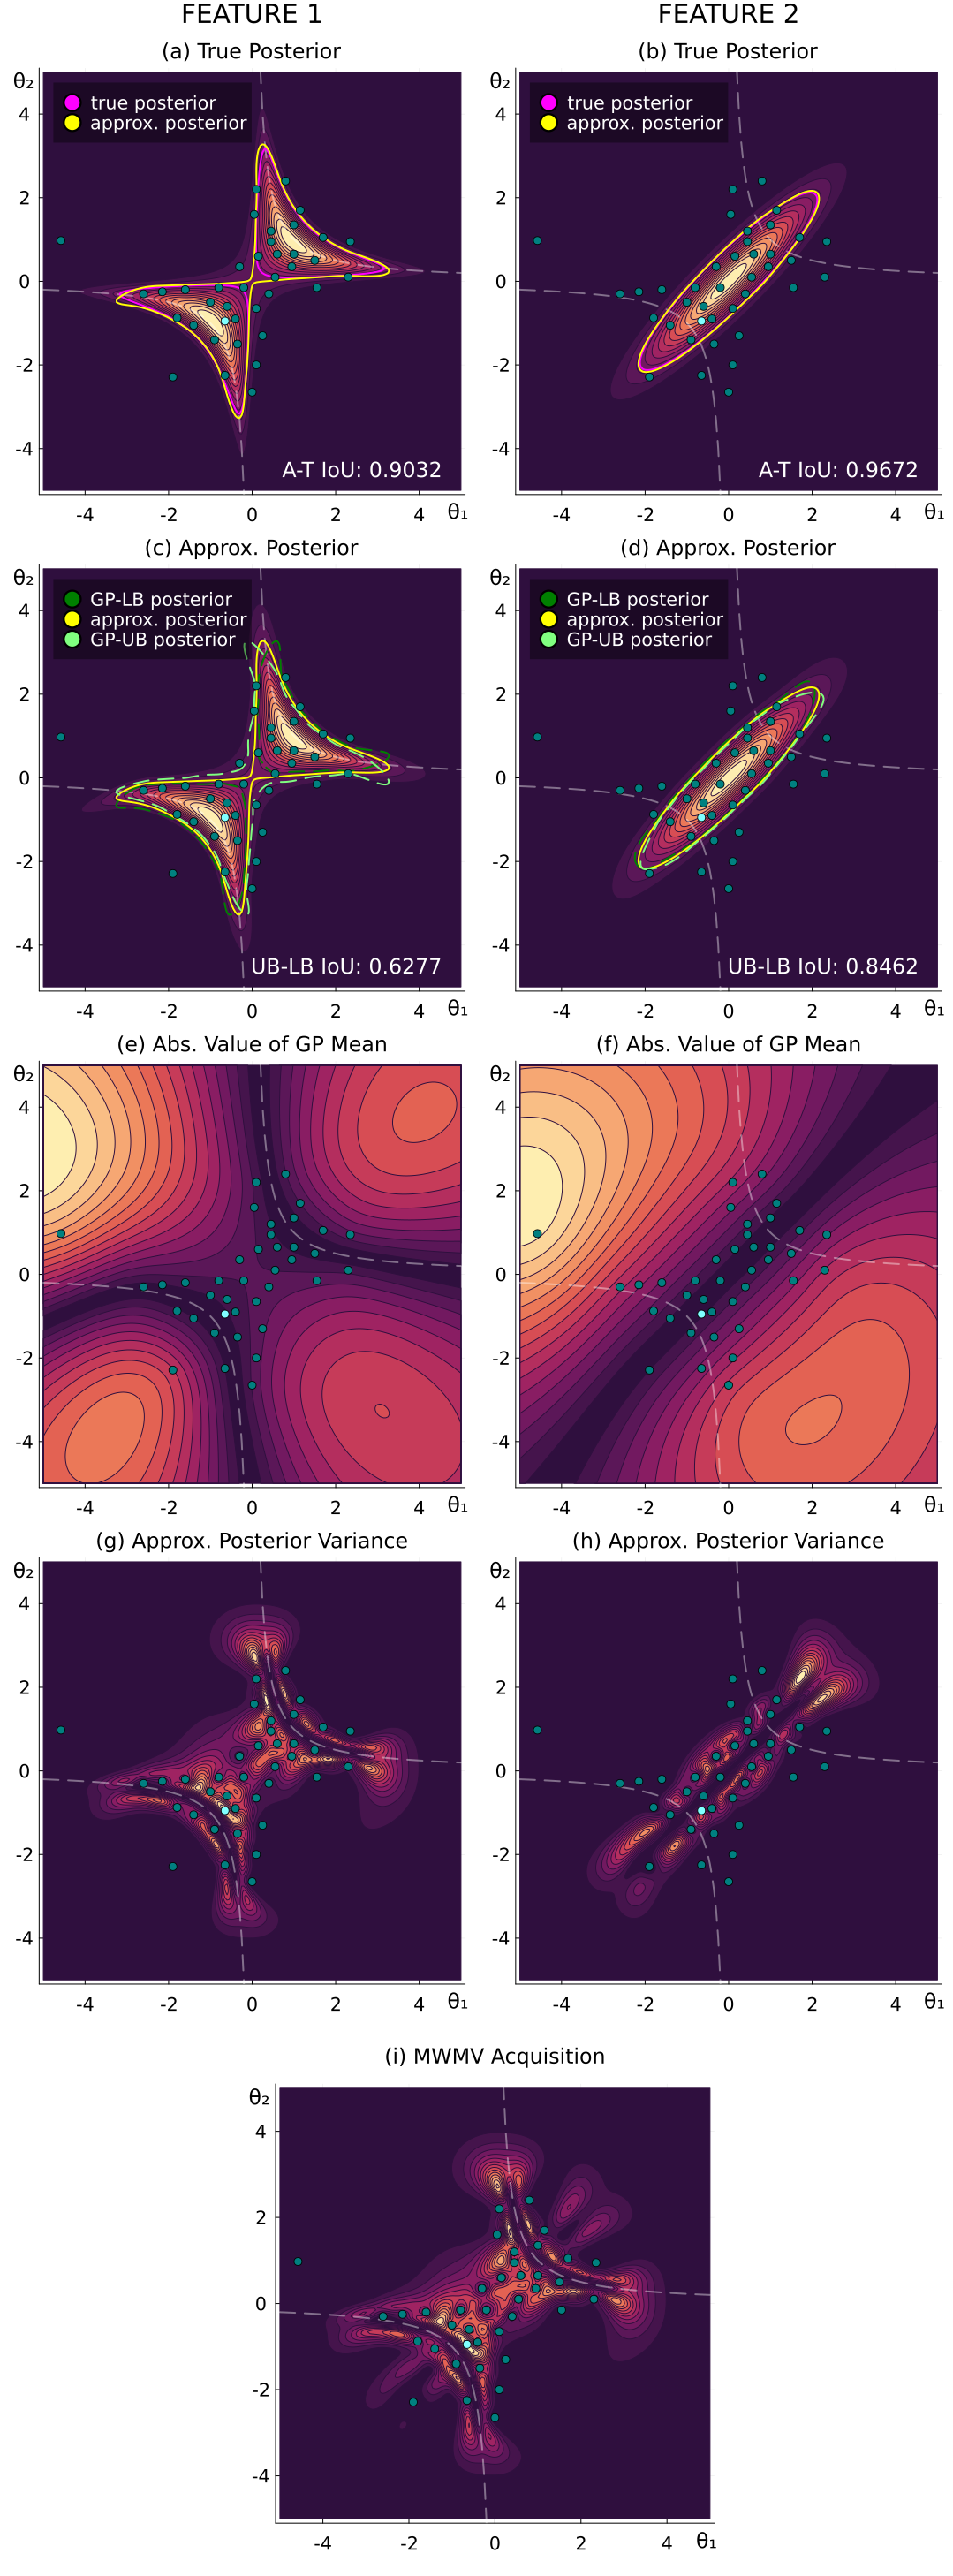 FEATURE 1
FEATURE 2
(a) True Posterior
(b) True Posterior
θ₂
true posterior
approx. posterior
4
2
0
-2
-4
A-T IoU: 0.9032
-4 -2 0 2 4 θ₁
θ₂
true posterior
approx. posterior
4
2
0
-2
-4
A-T IoU: 0.9672
-4 -2 0 2 4 θ₁
(c) Approx. Posterior
(d) Approx. Posterior
θ₂
GP-LB posterior
approx. posterior
GP-UB posterior
4
2
0
-2
-4
UB-LB IoU: 0.6277
-4 -2 0 2 4 θ₁
θ₂
GP-LB posterior
approx. posterior
GP-UB posterior
4
2
0
-2
-4
UB-LB IoU: 0.8462
-4 -2 0 2 4 θ₁
(e) Abs. Value of GP Mean
(f) Abs. Value of GP Mean
θ₂
4
2
0
-2
-4
-4 -2 0 2 4 θ₁
θ₂
4
2
0
-2
-4
-4 -2 0 2 4 θ₁
(g) Approx. Posterior Variance
(h) Approx. Posterior Variance
θ₂
4
2
0
-2
-4
-4 -2 0 2 4 θ₁
θ₂
4
2
0
-2
-4
-4 -2 0 2 4 θ₁
(i) MWMV Acquisition
θ₂
4
2
0
-2
-4
-4 -2 0 2 4 θ₁